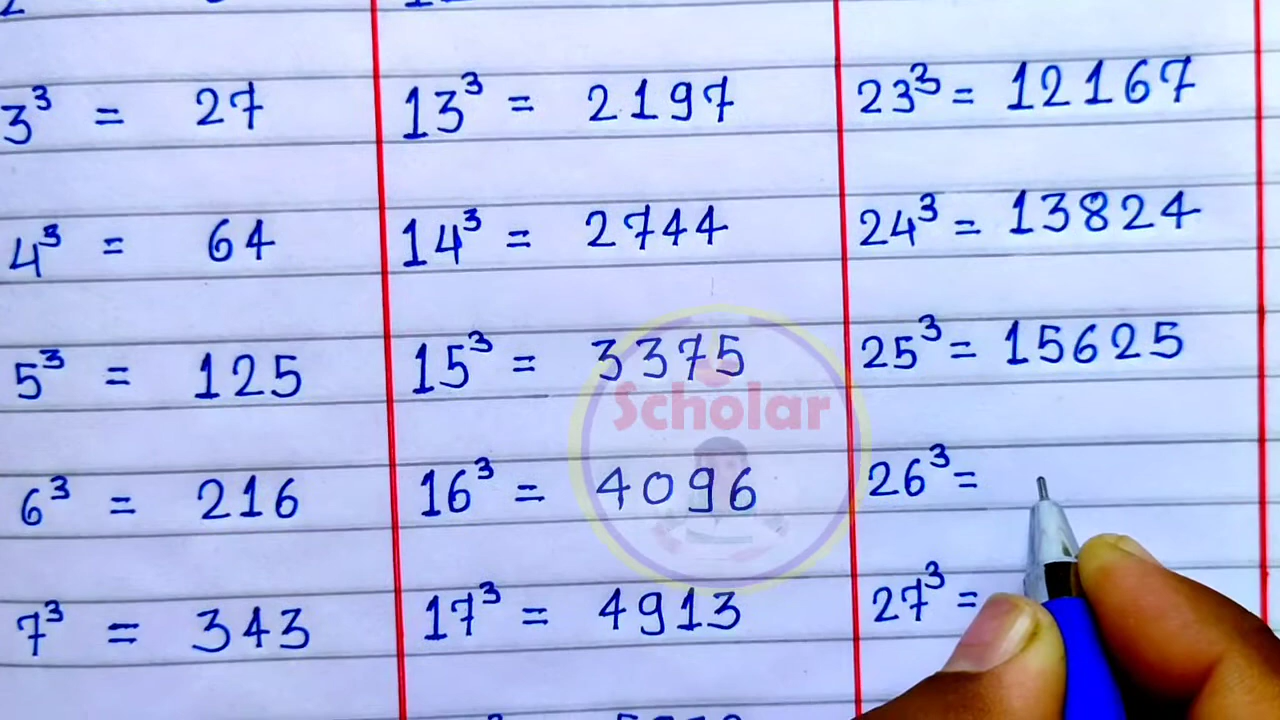 3³ = 27
4³ = 64
5³ = 125
6³ = 216
7³ = 343
13³ = 2197
14³ = 2744
15³ = 3375
16³ = 4096
17³ = 4913
23³ = 12167
24³ = 13824
25³ = 15625
26³ =
27³ =
Scholar